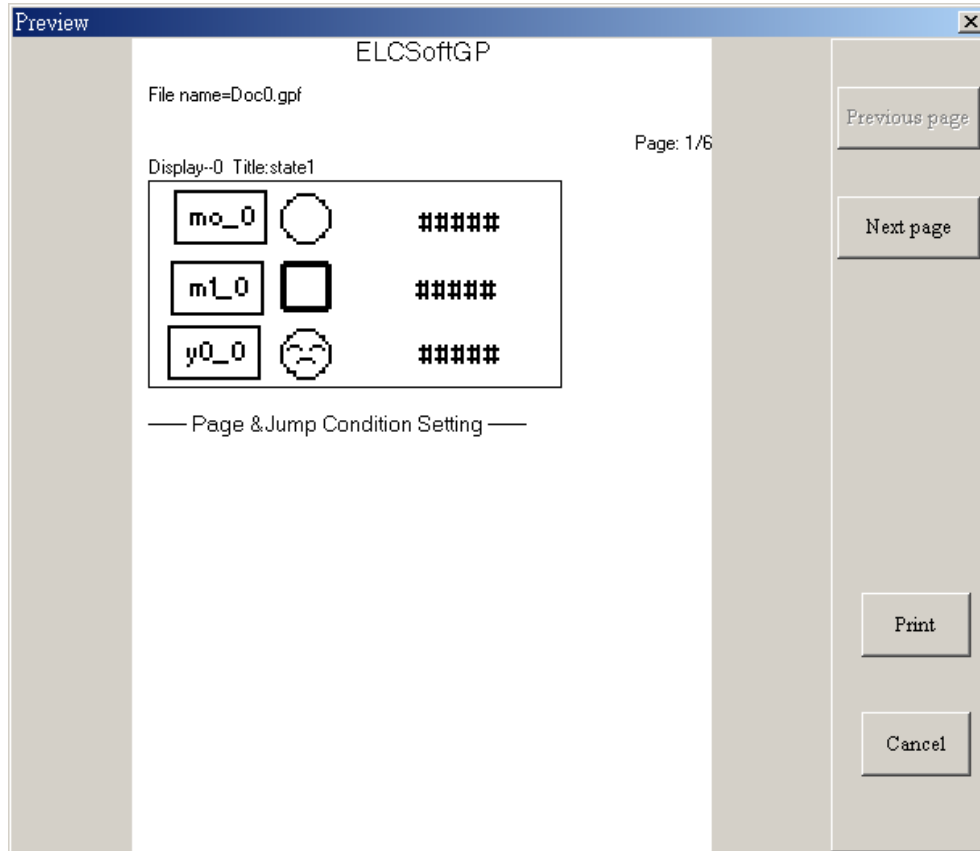 Preview
ELCSoftGP
File name=Doc0.gpf
Page: 1/6
Display--0 Title:state1
mo_0 #####
m1_0 #####
y0_0 #####
Page &Jump Condition Setting
Previous page
Next page
Print
Cancel